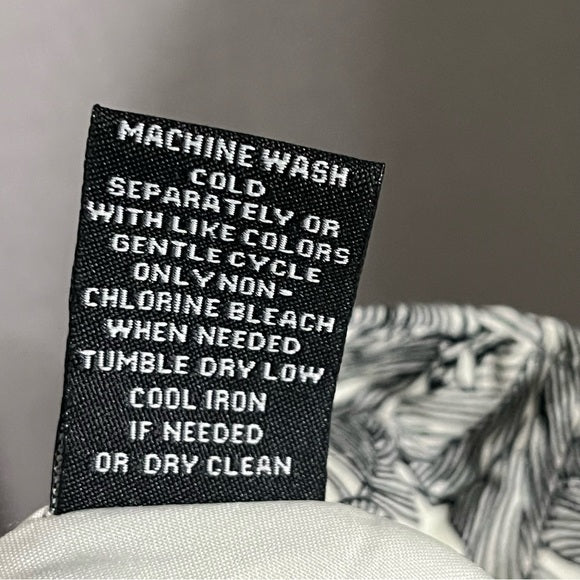 MACHINE WASH
COLD
SEPARATELY OR
WITH LIKE COLORS
GENTLE CYCLE
ONLY NON-
CHLORINE BLEACH
WHEN NEEDED
TUMBLE DRY LOW
COOL IRON
IF NEEDED
OR DRY CLEAN